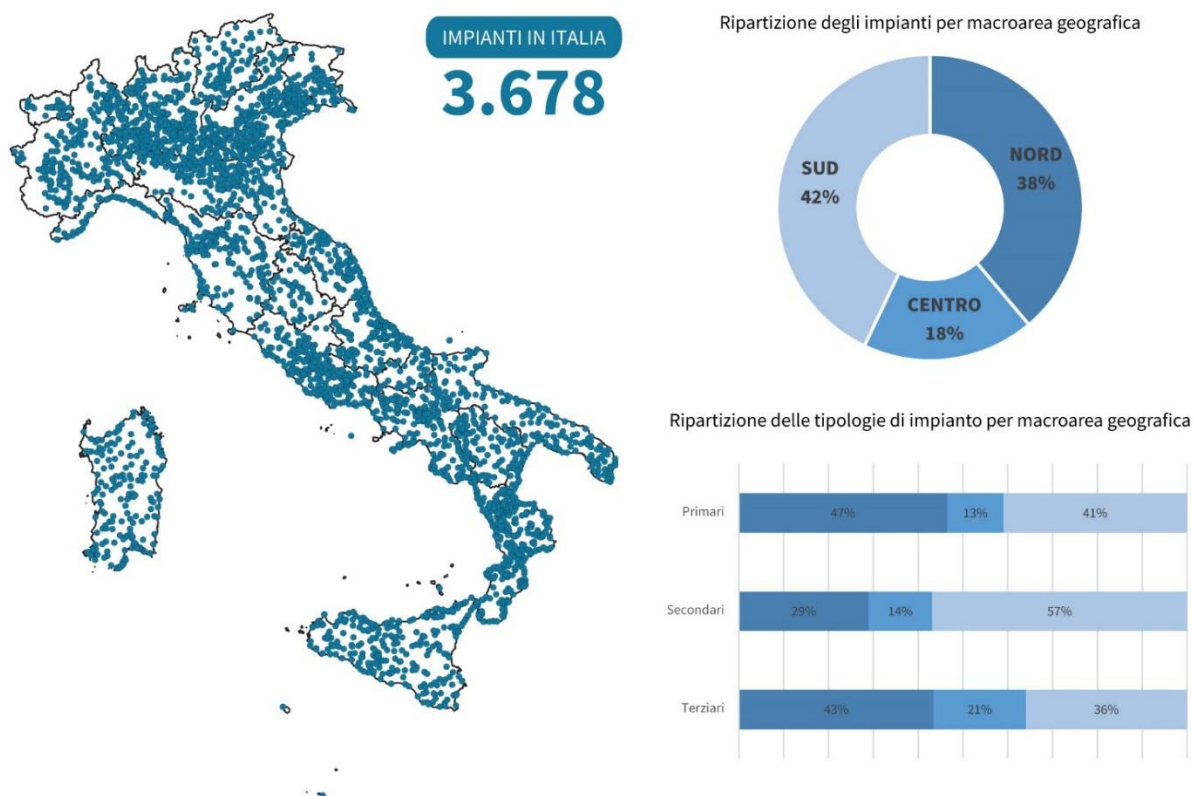 IMPIANTI IN ITALIA
3.678
Ripartizione degli impianti per macroarea geografica
SUD
42%
NORD
38%
CENTRO
18%
Ripartizione delle tipologie di impianto per macroarea geografica
Primari
47%
13%
41%
Secondari
29%
14%
57%
Terziari
43%
21%
36%